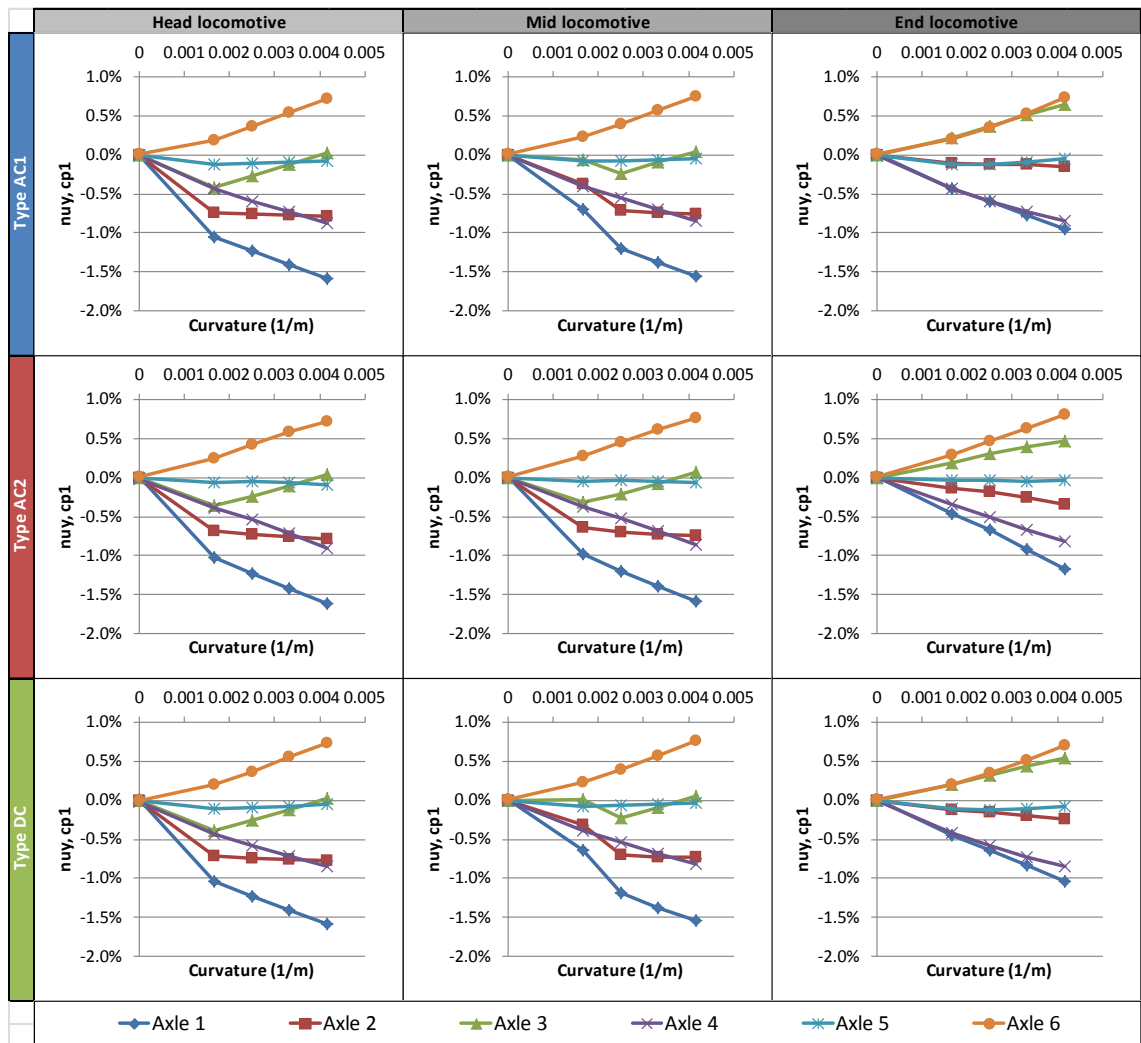 Head locomotive Mid locomotive End locomotive
Type AC1
0 0.001 0.002 0.003 0.004 0.005
1.0%
0.5%
0.0%
-0.5%
-1.0%
-1.5%
-2.0%
nuy, cp1
Curvature (1/m)
0 0.001 0.002 0.003 0.004 0.005
1.0%
0.5%
0.0%
-0.5%
-1.0%
-1.5%
-2.0%
nuy, cp1
Curvature (1/m)
0 0.001 0.002 0.003 0.004 0.005
1.0%
0.5%
0.0%
-0.5%
-1.0%
-1.5%
-2.0%
nuy, cp1
Curvature (1/m)
Type AC2
0 0.001 0.002 0.003 0.004 0.005
1.0%
0.5%
0.0%
-0.5%
-1.0%
-1.5%
-2.0%
nuy, cp1
Curvature (1/m)
0 0.001 0.002 0.003 0.004 0.005
1.0%
0.5%
0.0%
-0.5%
-1.0%
-1.5%
-2.0%
nuy, cp1
Curvature (1/m)
0 0.001 0.002 0.003 0.004 0.005
1.0%
0.5%
0.0%
-0.5%
-1.0%
-1.5%
-2.0%
nuy, cp1
Curvature (1/m)
Type DC
0 0.001 0.002 0.003 0.004 0.005
1.0%
0.5%
0.0%
-0.5%
-1.0%
-1.5%
-2.0%
nuy, cp1
Curvature (1/m)
0 0.001 0.002 0.003 0.004 0.005
1.0%
0.5%
0.0%
-0.5%
-1.0%
-1.5%
-2.0%
nuy, cp1
Curvature (1/m)
0 0.001 0.002 0.003 0.004 0.005
1.0%
0.5%
0.0%
-0.5%
-1.0%
-1.5%
-2.0%
nuy, cp1
Curvature (1/m)
Axle 1 Axle 2 Axle 3 Axle 4 Axle 5 Axle 6